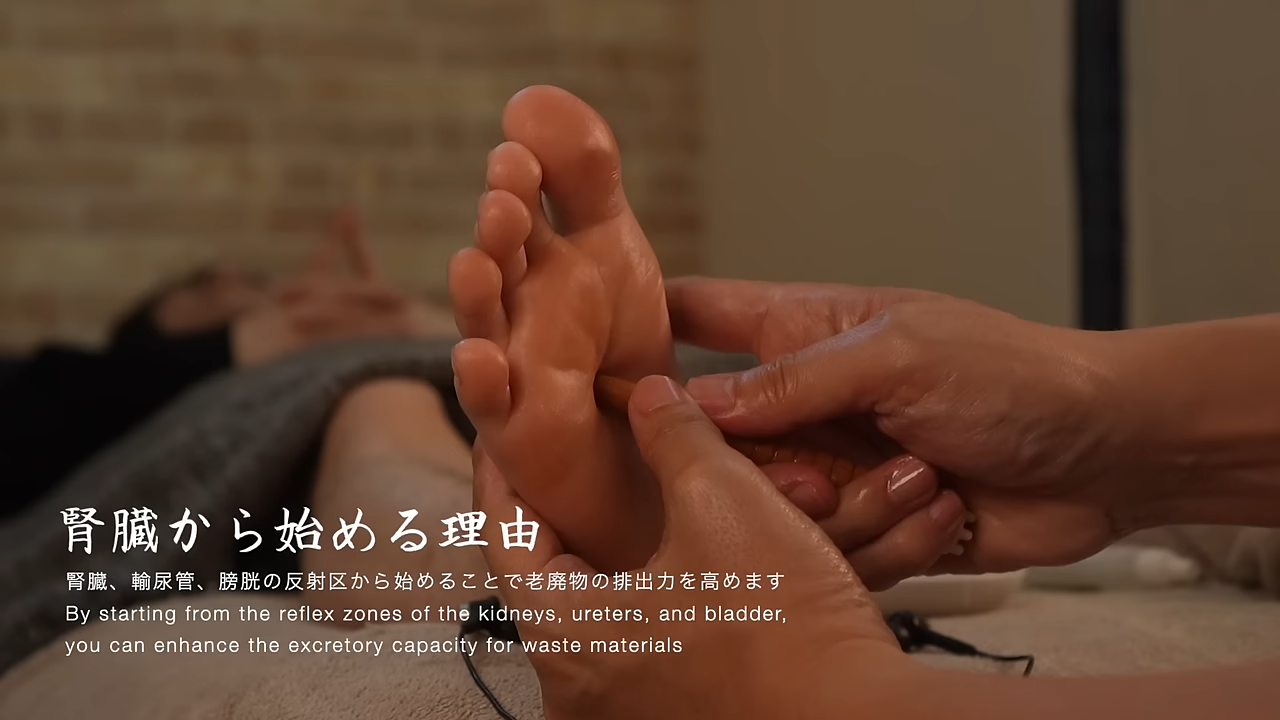 腎臓から始める理由
腎臓、輸尿管、膀胱の反射区から始めることで老廃物の排出力を高めます
By starting from the reflex zones of the kidneys, ureters, and bladder,
you can enhance the excretory capacity for waste materials